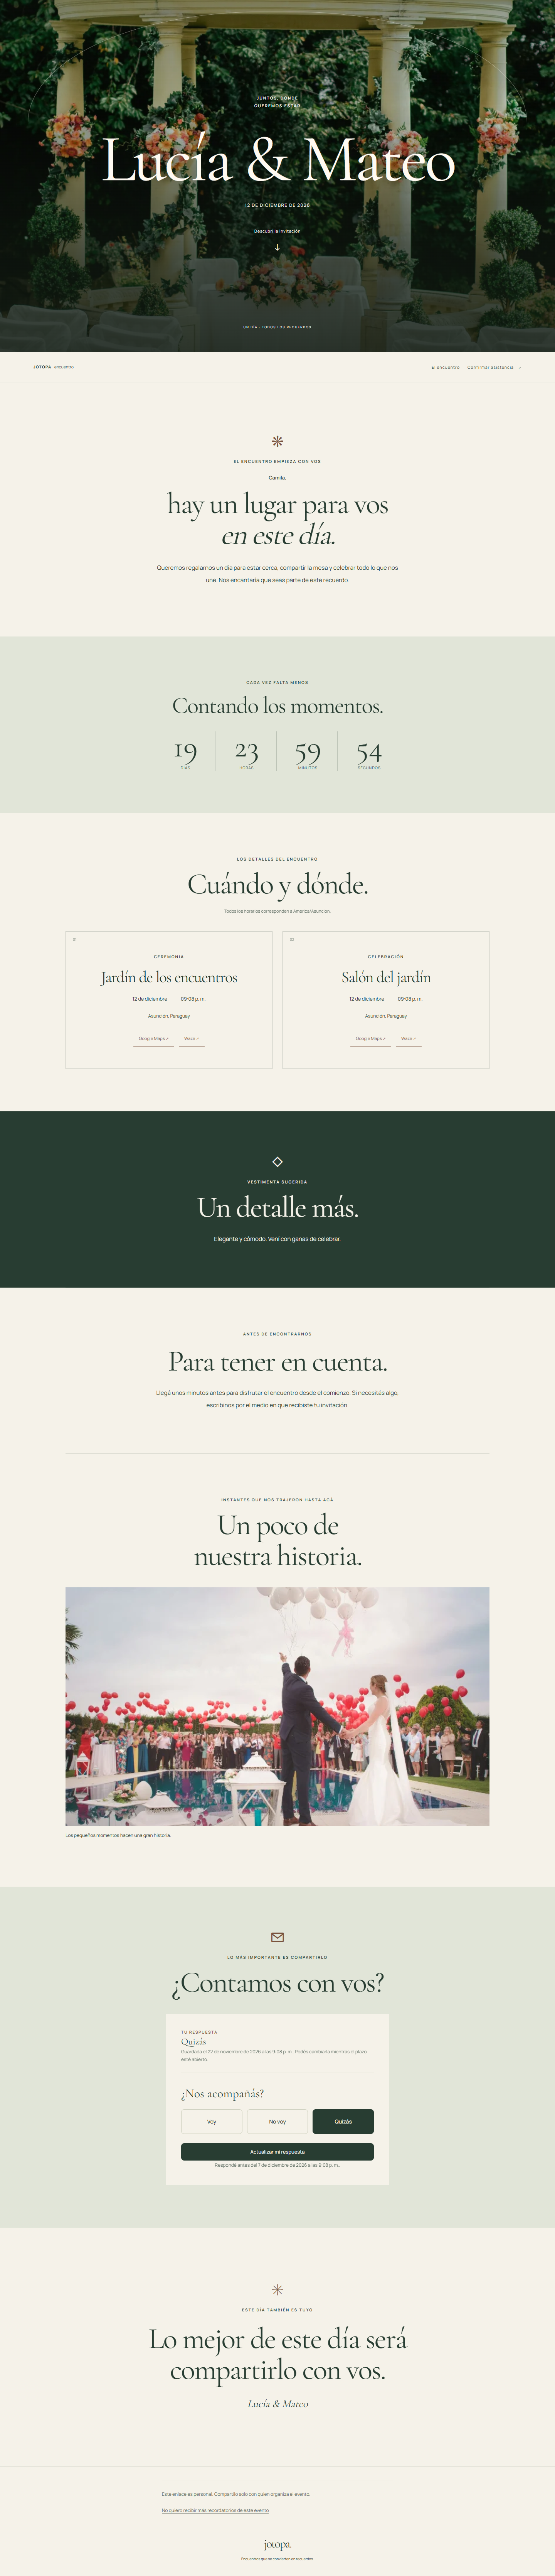 JUNTOS, DONDE
QUEREMOS ESTAR
Lucía & Mateo
12 DE DICIEMBRE DE 2026
Descubrí la invitación
↓
UN DÍA · TODOS LOS RECUERDOS
JOTOPA encuentro
El encuentro Confirmar asistencia ↗
EL ENCUENTRO EMPIEZA CON VOS
Camila,
hay un lugar para vos
en este día.
Queremos regalarnos un día para estar cerca, compartir la mesa y celebrar todo lo que nos
une. Nos encantaría que seas parte de este recuerdo.
CADA VEZ FALTA MENOS
Contando los momentos.
19 23 59 54
DÍAS HORAS MINUTOS SEGUNDOS
LOS DETALLES DEL ENCUENTRO
Cuándo y dónde.
Todos los horarios corresponden a America/Asuncion.
01
CEREMONIA
Jardín de los encuentros
12 de diciembre 09:08 p. m.
Asunción, Paraguay
Google Maps ↗ Waze ↗
02
CELEBRACIÓN
Salón del jardín
12 de diciembre 09:08 p. m.
Asunción, Paraguay
Google Maps ↗ Waze ↗
VESTIMENTA SUGERIDA
Un detalle más.
Elegante y cómodo. Vení con ganas de celebrar.
ANTES DE ENCONTRARNOS
Para tener en cuenta.
Llegá unos minutos antes para disfrutar el encuentro desde el comienzo. Si necesitás algo,
escribinos por el medio en que recibiste tu invitación.
INSTANTES QUE NOS TRAJERON HASTA ACÁ
Un poco de
nuestra historia.
Los pequeños momentos hacen una gran historia.
LO MÁS IMPORTANTE ES COMPARTIRLO
¿Contamos con vos?
TU RESPUESTA
Quizás
Guardada el 22 de noviembre de 2026 a las 9:08 p. m.. Podés cambiarla mientras el plazo
esté abierto.
¿Nos acompañás?
Voy No voy Quizás
Actualizar mi respuesta
Respondé antes del 7 de diciembre de 2026 a las 9:08 p. m..
ESTE DÍA TAMBIÉN ES TUYO
Lo mejor de este día será
compartirlo con vos.
Lucía & Mateo
Este enlace es personal. Compartilo solo con quien organiza el evento.
No quiero recibir más recordatorios de este evento
jotopa.
Encuentros que se convierten en recuerdos.